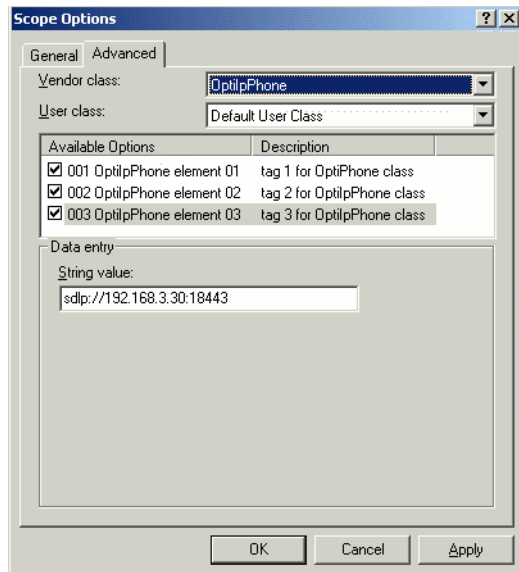 Scope Options
General Advanced
Vendor class: OptiIpPhone
User class: Default User Class
Available Options Description
001 OptiIpPhone element 01 tag 1 for OptiPhone class
002 OptiIpPhone element 02 tag 2 for OptiIpPhone class
003 OptiIpPhone element 03 tag 3 for OptiIpPhone class
Data entry
String value:
sdlp://192.168.3.30:18443
OK Cancel Apply